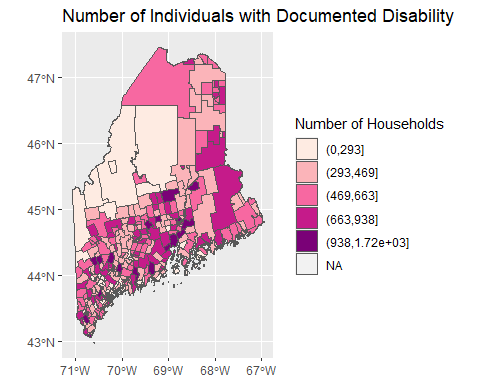 Number of Individuals with Documented Disability
47°N
46°N
45°N
44°N
43°N
71°W
70°W
69°W
68°W
67°W
Number of Households
(0,293]
(293,469]
(469,663]
(663,938]
(938,1.72e+03]
NA